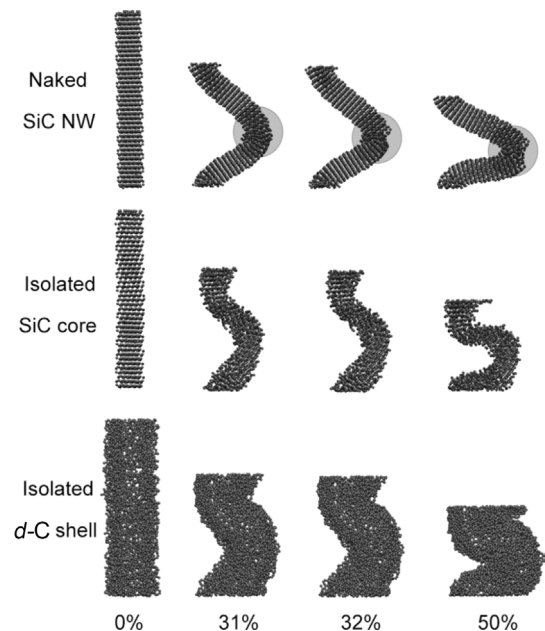 Naked
SiC NW
Isolated
SiC core
Isolated
d-C shell
0% 31% 32% 50%